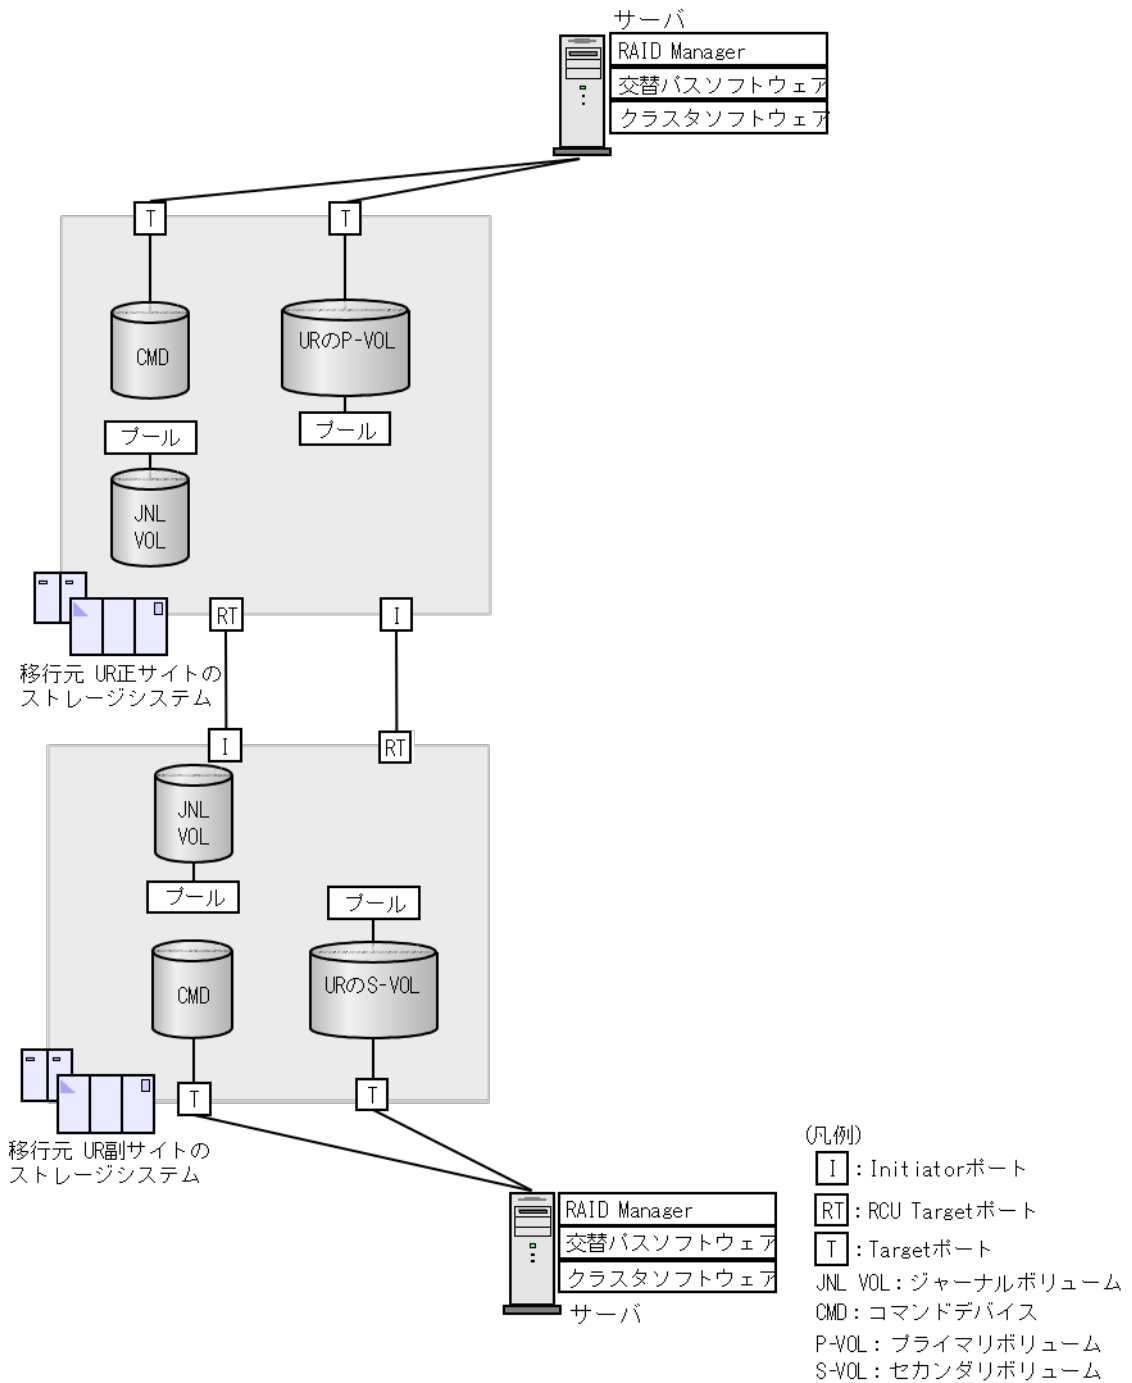 サーバ
RAID Manager
交替パスソフトウェア
クラスタソフトウェア
T
T
CMD
URのP-VOL
プール
プール
JNL
VOL
RT
I
移行元 UR正サイトの
ストレージシステム
I
RT
JNL
VOL
プール
プール
CMD
URのS-VOL
T
T
移行元 UR副サイトの
ストレージシステム
RAID Manager
交替パスソフトウェア
クラスタソフトウェア
サーバ
(凡例)
I：Initiatorポート
RT：RCU Targetポート
T：Targetポート
JNL VOL：ジャーナルボリューム
CMD：コマンドデバイス
P-VOL：プライマリボリューム
S-VOL：セカンダリボリューム